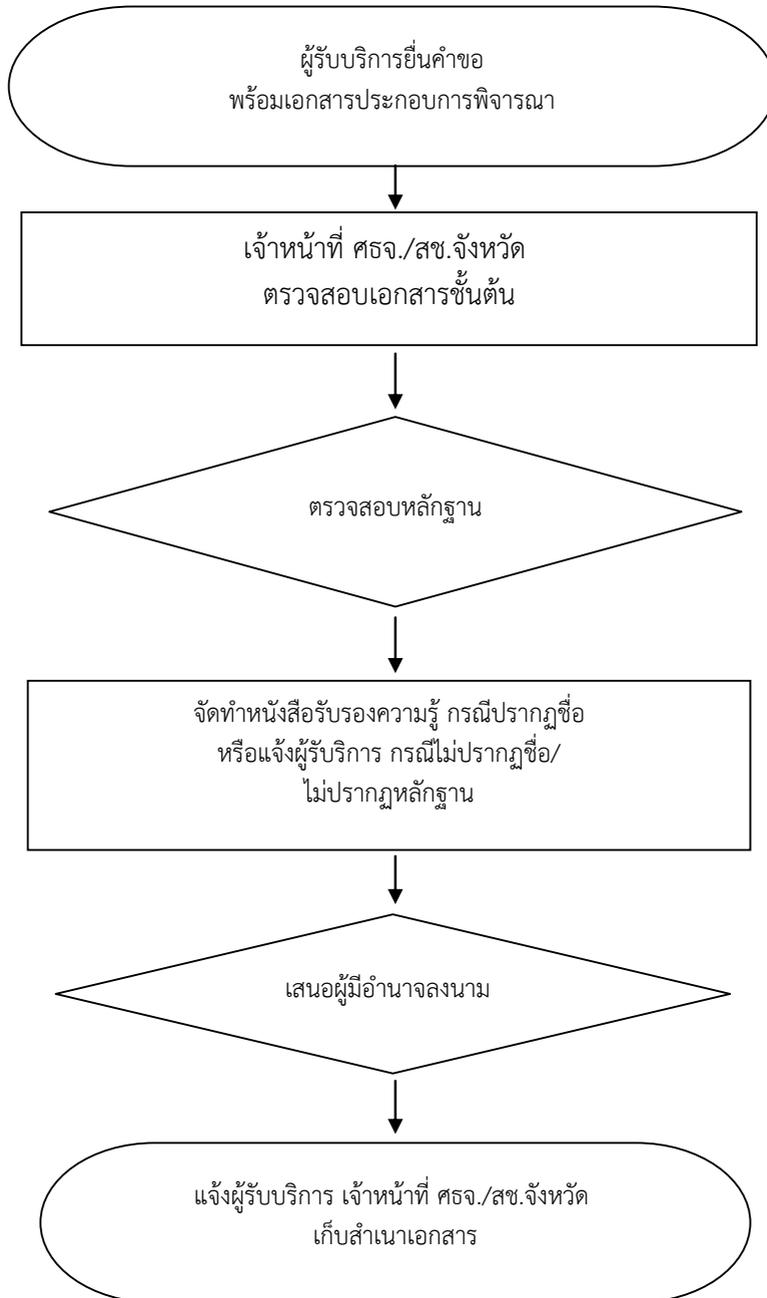 ผู้รับบริการยื่นคำขอ
พร้อมเอกสารประกอบการพิจารณา
เจ้าหน้าที่ ศธจ./สช.จังหวัด
ตรวจสอบเอกสารชั้นต้น
ตรวจสอบหลักฐาน
จัดทำหนังสือรับรองความรู้ กรณีปรากฏชื่อ
หรือแจ้งผู้รับริการ กรณีไม่ปรากฏชื่อ/
ไม่ปรากฏหลักฐาน
เสนอผู้มีอำนาจลงนาม
แจ้งผู้รับบริการ เจ้าหน้าที่ ศธจ./สช.จังหวัด
เก็บสำเนาเอกสาร